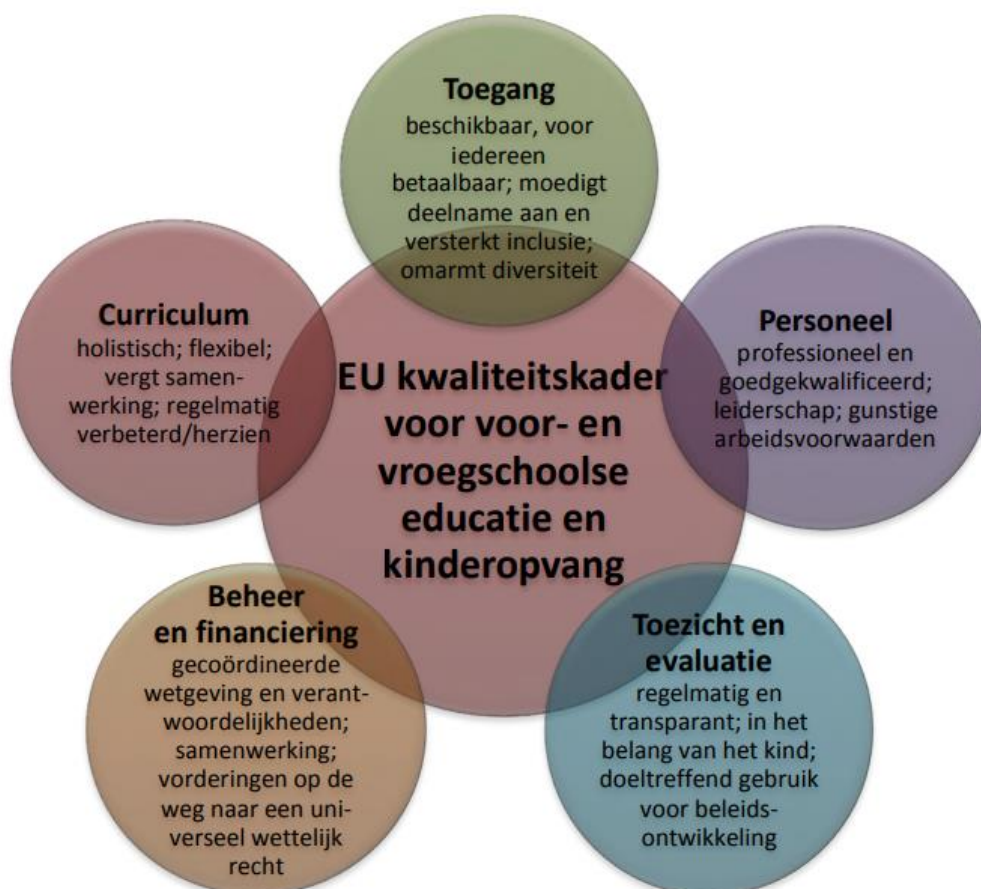 Toegang
beschikbaar, voor
iedereen
betaalbaar; moedigt
deelname aan en
versterkt inclusie;
omarmt diversiteit
Curriculum
holistisch; flexibel;
vergt samen-
werking; regelmatig
verbeterd/herzien
EU kwaliteitskader
voor voor- en
vroegschoolse
educatie en
kinderopvang
Personeel
professioneel en
goedgekwalificeerd;
leiderschap; gunstige
arbeidsvoorwaarden
Beheer
en financiering
gecoördineerde
wetgeving en verant-
woordelijkheden;
samenwerking;
vorderingen op de
weg naar een uni-
verseel wettelijk
recht
Toezicht en
evaluatie
regelmatig en
transparant; in het
belang van het kind;
doeltreffend gebruik
voor beleids-
ontwikkeling